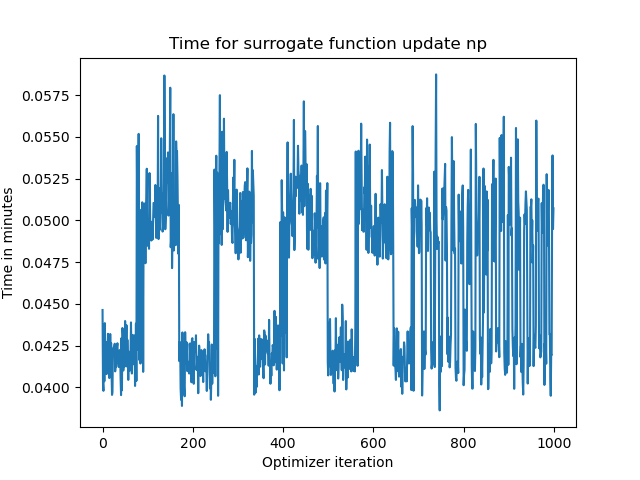 Time for surrogate function update np
0.0575
0.0550
0.0525
0.0500
0.0475
0.0450
0.0425
0.0400
Time in minutes
0 200 400 600 800 1000
Optimizer iteration